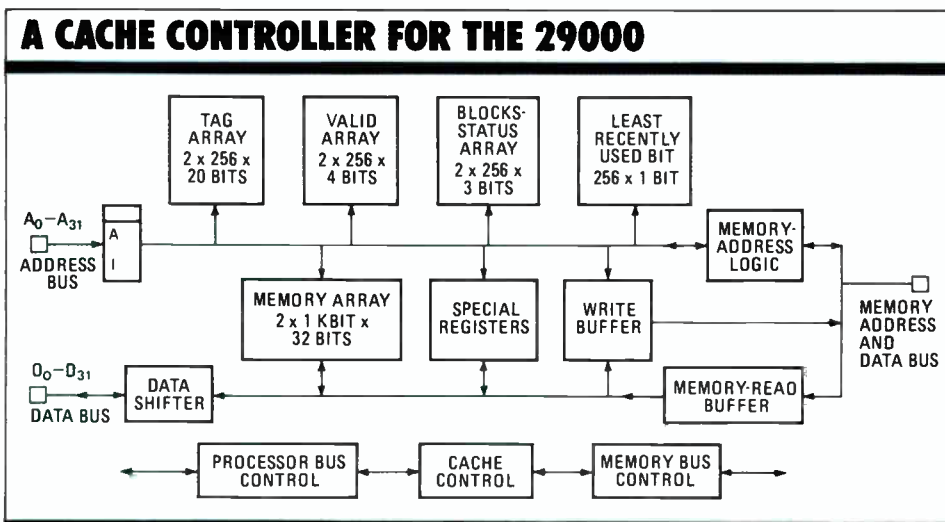 A CACHE CONTROLLER FOR THE 29000
TAG
ARRAY
2 x 256 x
20 BITS
VALID
ARRAY
2 x 256 x
4 BITS
BLOCKS-
STATUS
ARRAY
2 x 256 x
3 BITS
LEAST
RECENTLY
USED BIT
256 x 1 BIT
A₀–A₃₁
ADDRESS
BUS
A
I
MEMORY-
ADDRESS
LOGIC
MEMORY ARRAY
2 x 1 KBIT x
32 BITS
SPECIAL
REGISTERS
WRITE
BUFFER
MEMORY
ADDRESS
AND
DATA BUS
D₀–D₃₁
DATA BUS
DATA
SHIFTER
MEMORY-READ
BUFFER
PROCESSOR BUS
CONTROL
CACHE
CONTROL
MEMORY BUS
CONTROL